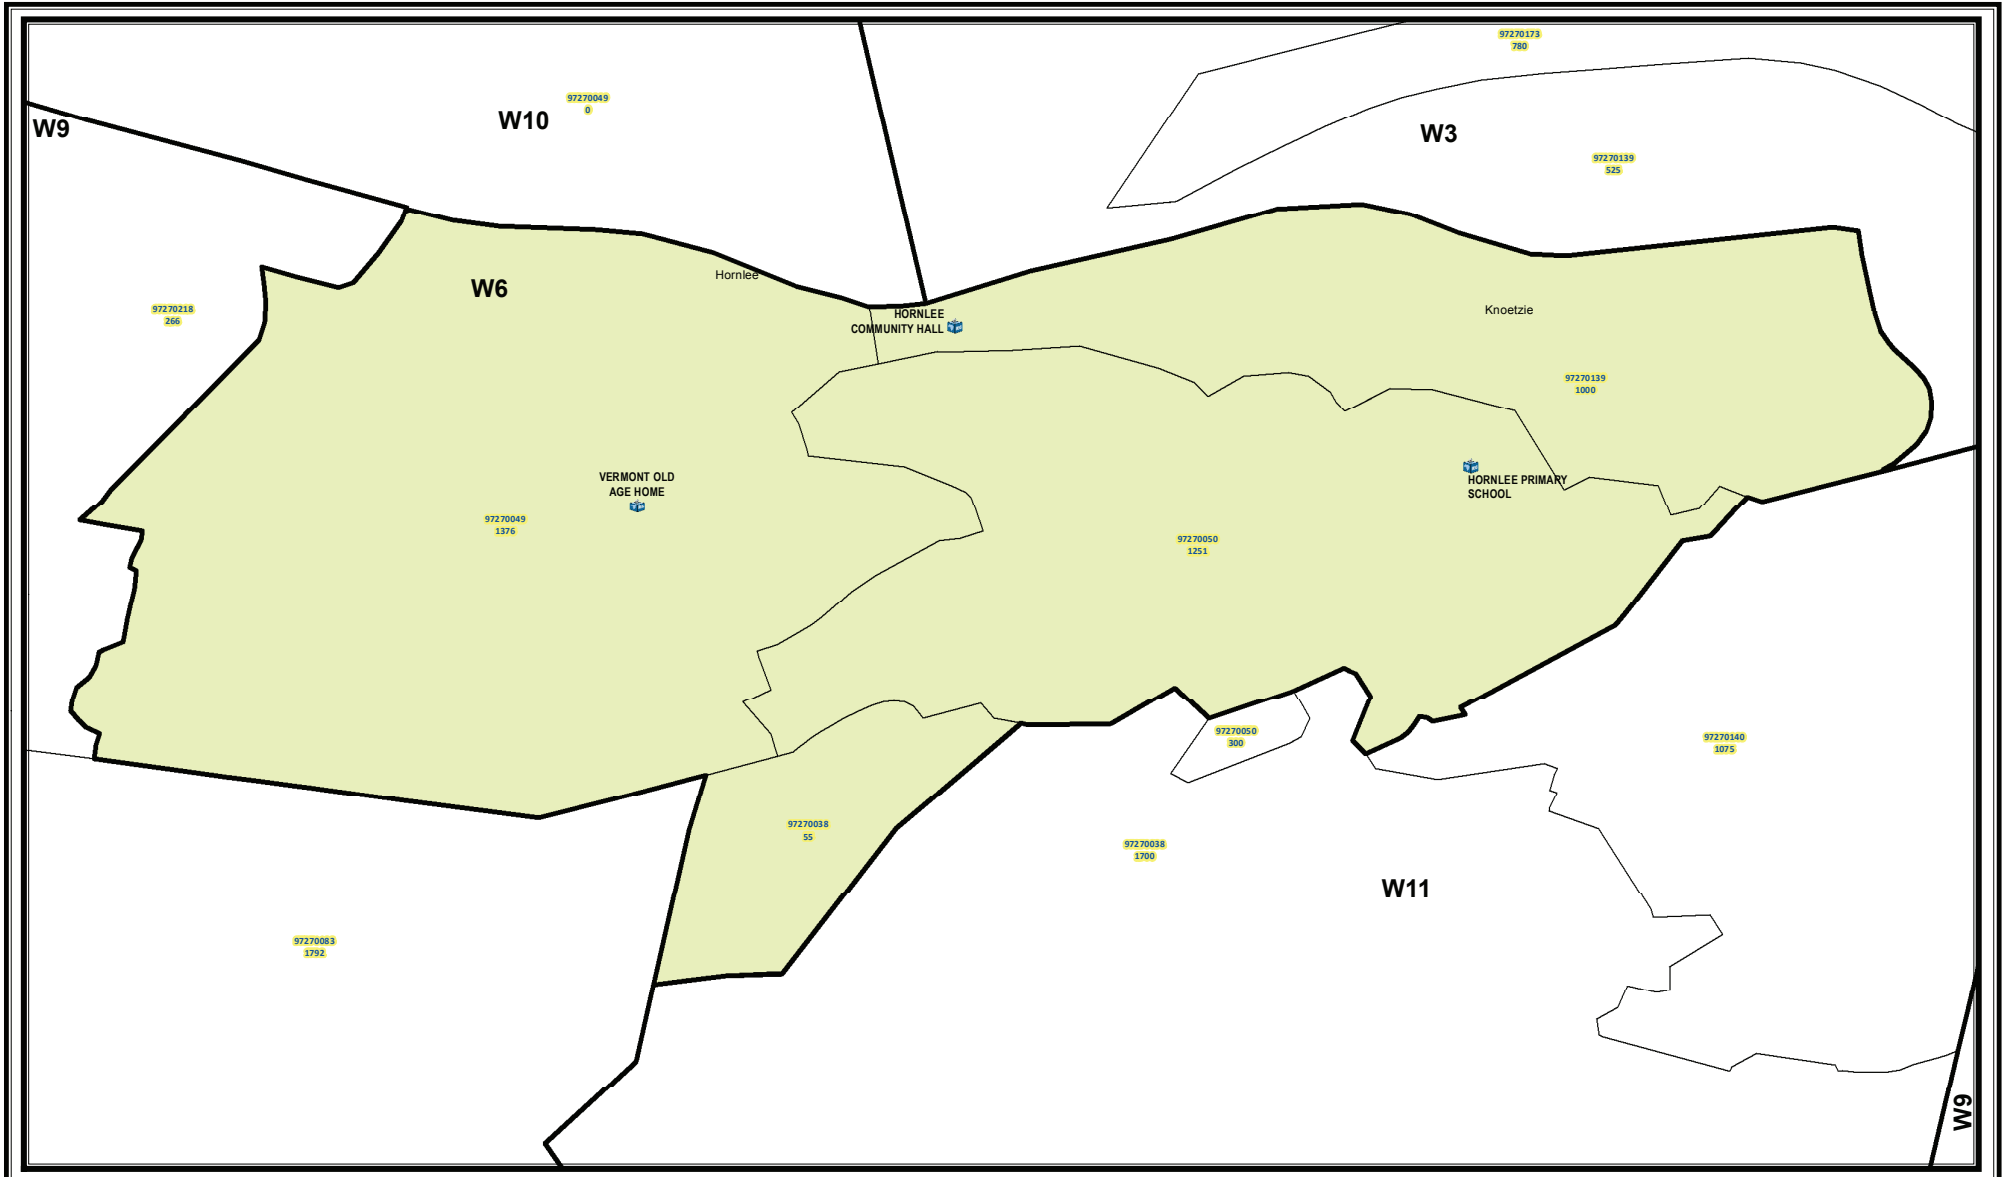 97270173
780
97270049
0
W10
W9
W3
97270139
525
Hornlee
W6
97270218
266
HORNLEE
COMMUNITY HALL
Knoetzie
97270139
1000
VERMONT OLD
AGE HOME
HORNLEE PRIMARY
SCHOOL
97270049
1376
97270050
1251
97270050
300
97270140
1075
97270038
55
97270038
1700
W11
97270083
1792
W9